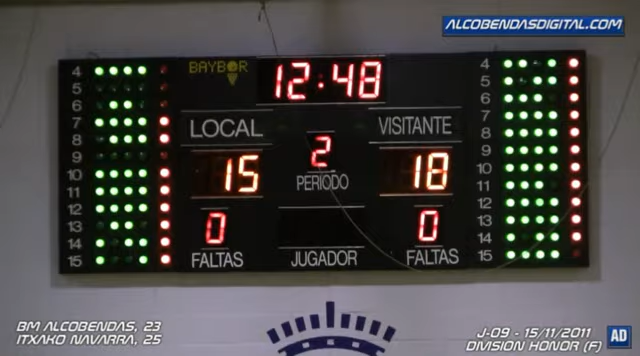 ALCOBENDASDIGITAL.COM
BAYBOR
12:48
LOCAL
VISITANTE
2
15
PERIODO
18
0
0
FALTAS
JUGADOR
FALTAS
4
5
6
7
8
9
10
11
12
13
14
15
4
5
6
7
8
9
10
11
12
13
14
15
BM ALCOBENDAS, 23
ITXAKO NAVARRA, 25
J-09 - 15/11/2011
DIVISION HONOR (F)
AD